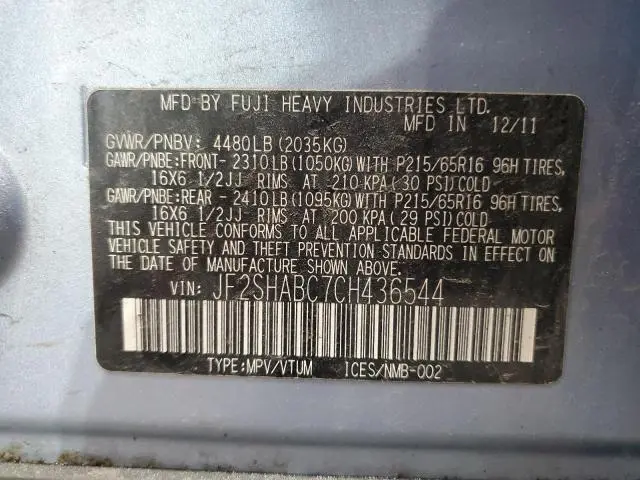 MFD BY FUJI HEAVY INDUSTRIES LTD.
MFD IN 12/11
GVWR/PNBV: 4480LB(2035KG)
GAWR/PNBE:FRONT-2310LB(1050KG)WITH P215/65R16 96H TIRES,
16X6 1/2JJ RIMS AT 210 KPA(30 PSI)COLD
GAWR/PNBE:REAR -2410LB(1095KG)WITH P215/65R16 96H TIRES,
16X6 1/2JJ RIMS AT 200 KPA(29 PSI)COLD
THIS VEHICLE CONFORMS TO ALL APPLICABLE FEDERAL MOTOR
VEHICLE SAFETY AND THEFT PREVENTION STANDARDS IN EFFECT ON
THE DATE OF MANUFACTURE SHOWN ABOVE.
VIN: JF2SHABC7CH436544
TYPE:MPV/VTUM ICES/NMB-002